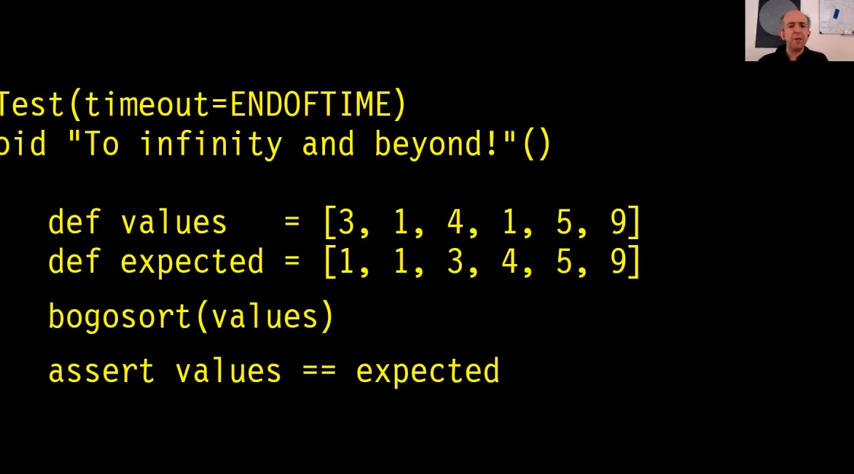 Test(timeout=ENDOFTIME)
oid "To infinity and beyond!"()
def values = [3, 1, 4, 1, 5, 9]
def expected = [1, 1, 3, 4, 5, 9]
bogosort(values)
assert values == expected